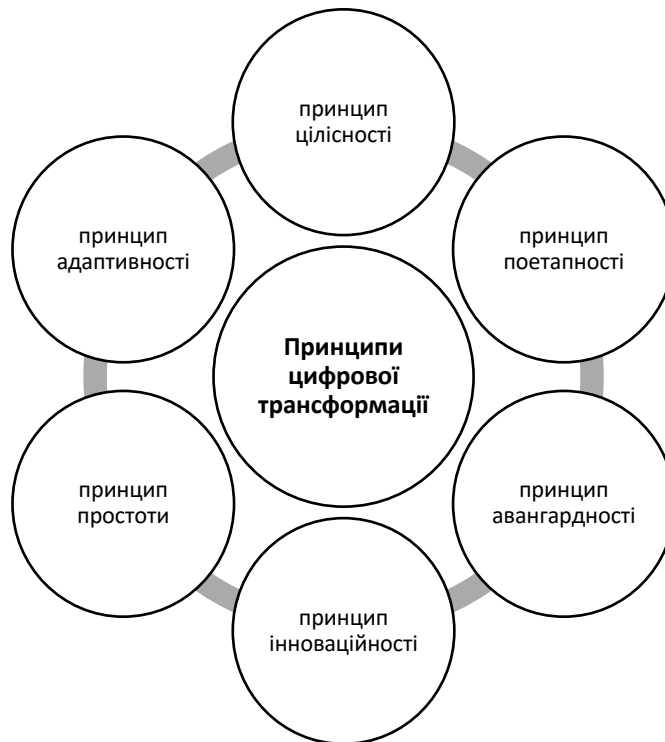 принцип
цілісності
принцип
адаптивності
принцип
поетапності
Принципи
цифрової
трансформації
принцип
простоти
принцип
авангардності
принцип
інноваційності